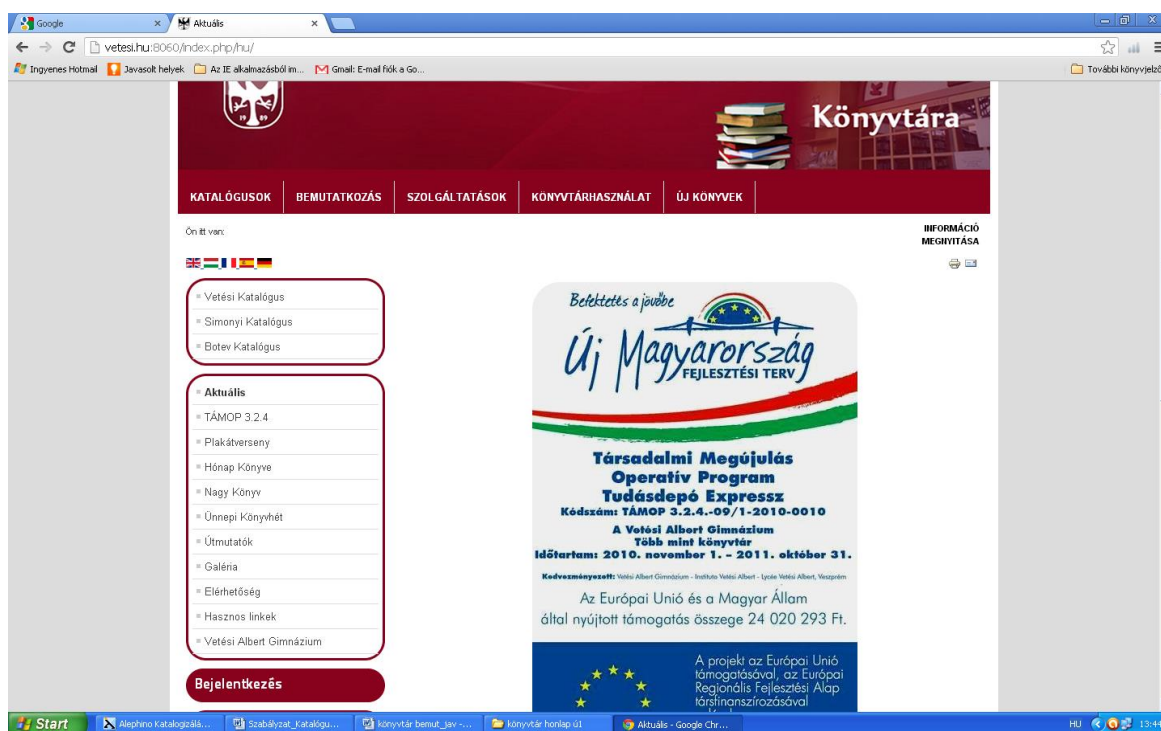 Google
Aktuális
vetesi.hu:8060/index.php/hu/
Ingyenes Hotmail Javasolt helyek Az IE alkalmazásból im... Gmail: E-mail fiók a Go... További könyvjelző
19 89
Könyvtára
KATALÓGUSOK BEMUTATKOZÁS SZOLGÁLTATÁSOK KÖNYVTÁRHASZNÁLAT ÚJ KÖNYVEK
Ön itt van:
INFORMÁCIÓ
MEGNYITÁSA
Vetési Katalógus
Simonyi Katalógus
Botev Katalógus
Aktuális
TÁMOP 3.2.4
Plakátverseny
Hónap Könyve
Nagy Könyv
Ünnepi Könyvhét
Útmutatók
Galéria
Elérhetőség
Hasznos linkek
Vetési Albert Gimnázium
Bejelentkezés
Befektetés a jövőbe
Új Magyarország
FEJLESZTÉSI TERV
Társadalmi Megújulás
Operatív Program
Tudásdepó Expressz
Kódszám: TÁMOP 3.2.4.-09/1-2010-0010
A Vetési Albert Gimnázium
Több mint könyvtár
Időtartam: 2010. november 1. – 2011. október 31.
Kedvezményezett: Vetési Albert Gimnázium - Instituto Vetési Albert - Lycée Vetési Albert, Veszprém
Az Európai Unió és a Magyar Állam
által nyújtott támogatás összege 24 020 293 Ft.
A projekt az Európai Unió
támogatásával, az Európai
Regionális Fejlesztési Alap
társfinanszírozásával
Start Alephino Katalogizálá... Szabályzat_Katalógu... könyvtár bemut_jav -... könyvtár honlap ú1 Aktuális - Google Chr... HU 13:44